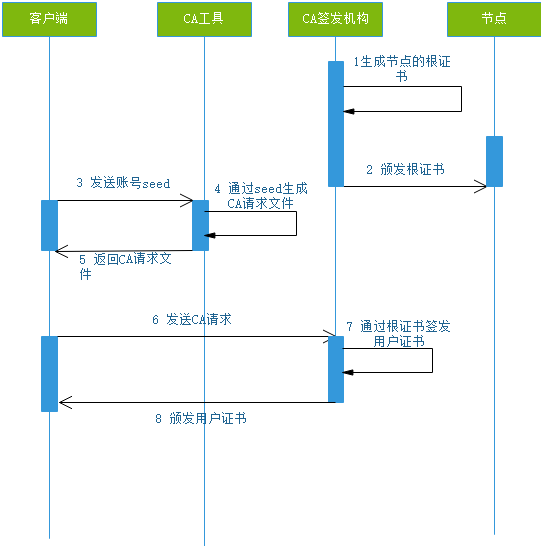 客户端
CA工具
CA签发机构
节点
1生成节点的根证
书
2 颁发根证书
3 发送账号seed
4 通过seed生成
CA请求文件
5 返回CA请求文
件
6 发送CA请求
7 通过根证书签发
用户证书
8 颁发用户证书